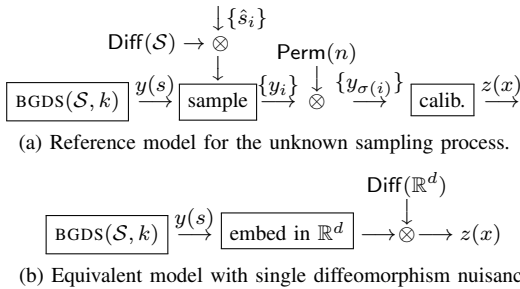 {ŝ_i}
Diff(𝒮) → ⊗
Perm(n)
BGDS(𝒮, k) y(s) sample {y_i} ⊗ {y_σ(i)} calib. z(x)
(a) Reference model for the unknown sampling process.
Diff(ℝ^d)
BGDS(𝒮, k) y(s) embed in ℝ^d ⊗ z(x)
(b) Equivalent model with single diffeomorphism nuisanc